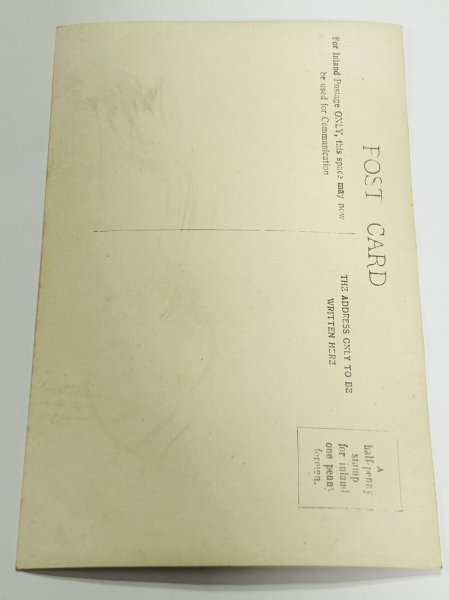 POST CARD
For Inland Postage ONLY, this space may now
be used for Communication
THE ADDRESS ONLY TO BE
WRITTEN HERE
A
half-penny
stamp
for inland
one penny
foreign.